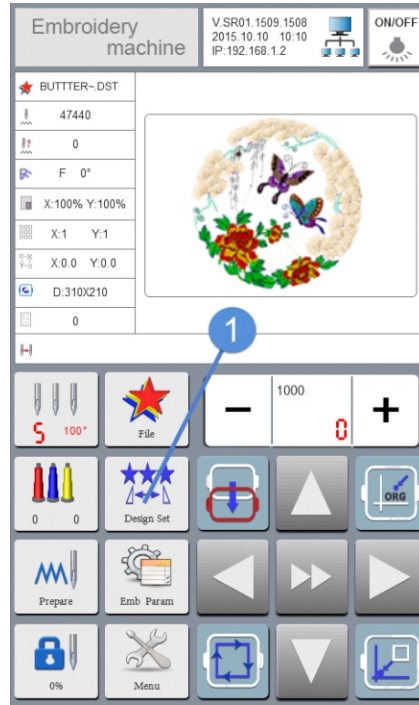 Embroidery
machine
V.SR01.1509.1508
2015.10.10 10:10
IP:192.168.1.2
ON/OFF
BUTTTER~.DST
47440
0
F 0°
X:100% Y:100%
X:1 Y:1
X:0.0 Y:0.0
D:310X210
0
1
5 100°
File
−
1000
0
+
0 0
Design Set
ORG
Prepare
Emb Param
0%
Menu